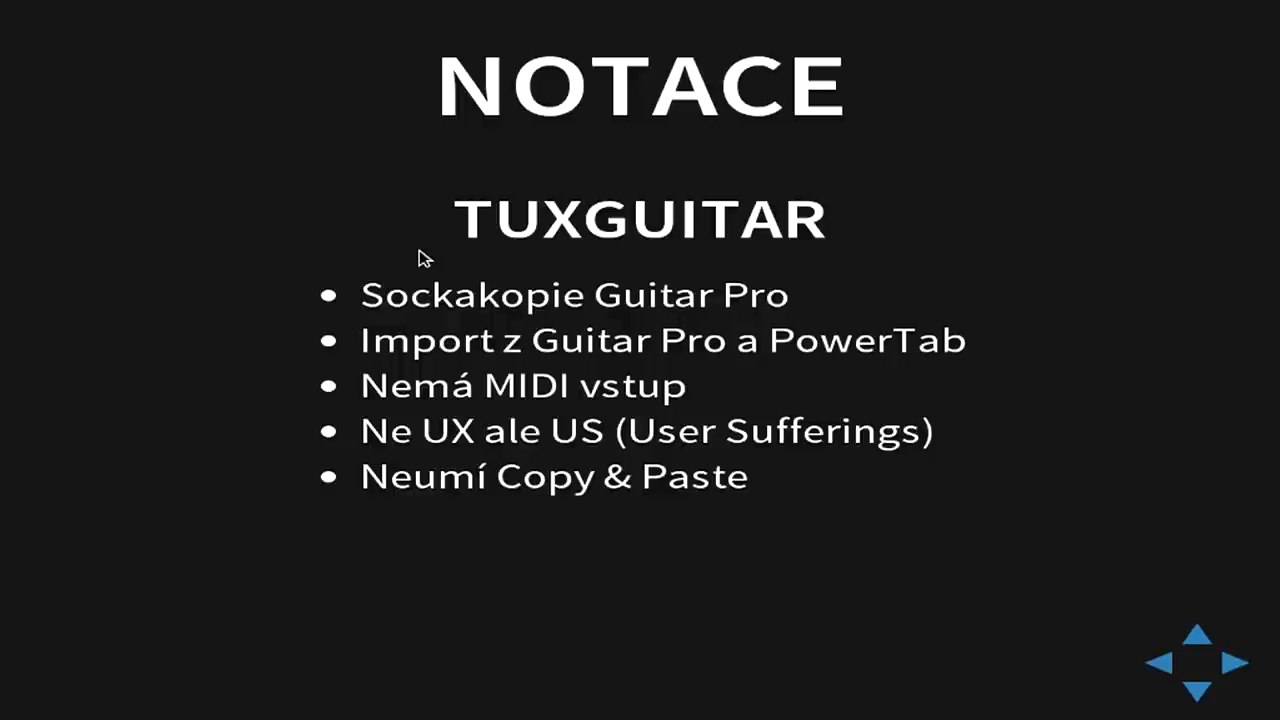 NOTACE
TUXGUITAR
Sockakopie Guitar Pro
Import z Guitar Pro a PowerTab
Nemá MIDI vstup
Ne UX ale US (User Sufferings)
Neumí Copy & Paste